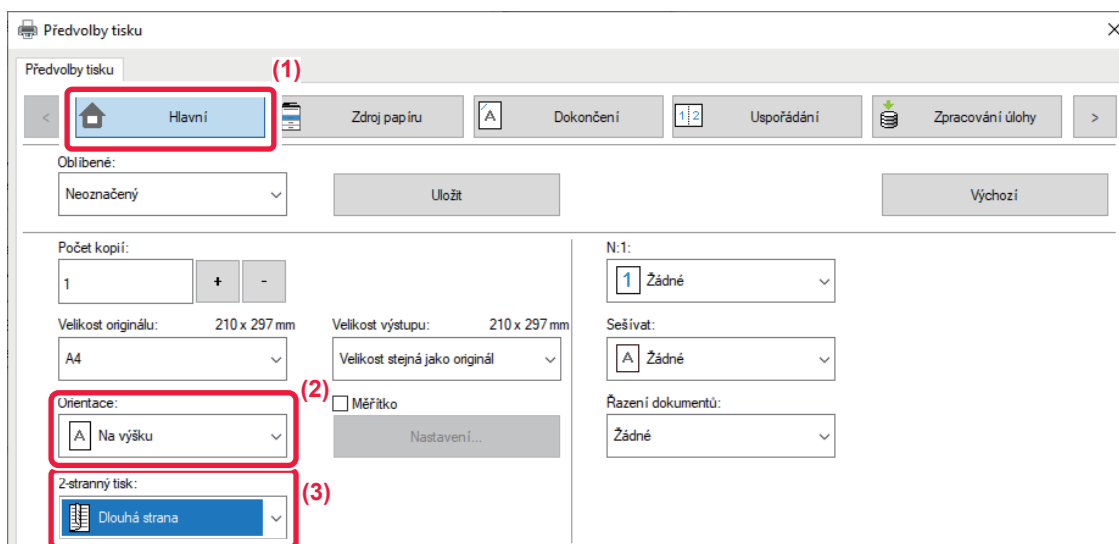 Předvolby tisku
Předvolby tisku
(1)
< Hlavní Zdroj papíru A Dokončení 1 2 Uspořádání Zpracování úlohy >
Oblíbené:
Neoznačený Uložit Výchozí
Počet kopií: N:1:
1 + - 1 Žádné
Velikost originálu: 210 x 297 mm Velikost výstupu: 210 x 297 mm Sešívat:
A4 Velikost stejná jako originál A Žádné
(2)
Orientace: Měřítko Řazení dokumentů:
A Na výšku Nastavení... Žádné
2-stranný tisk: (3)
Dlouhá strana